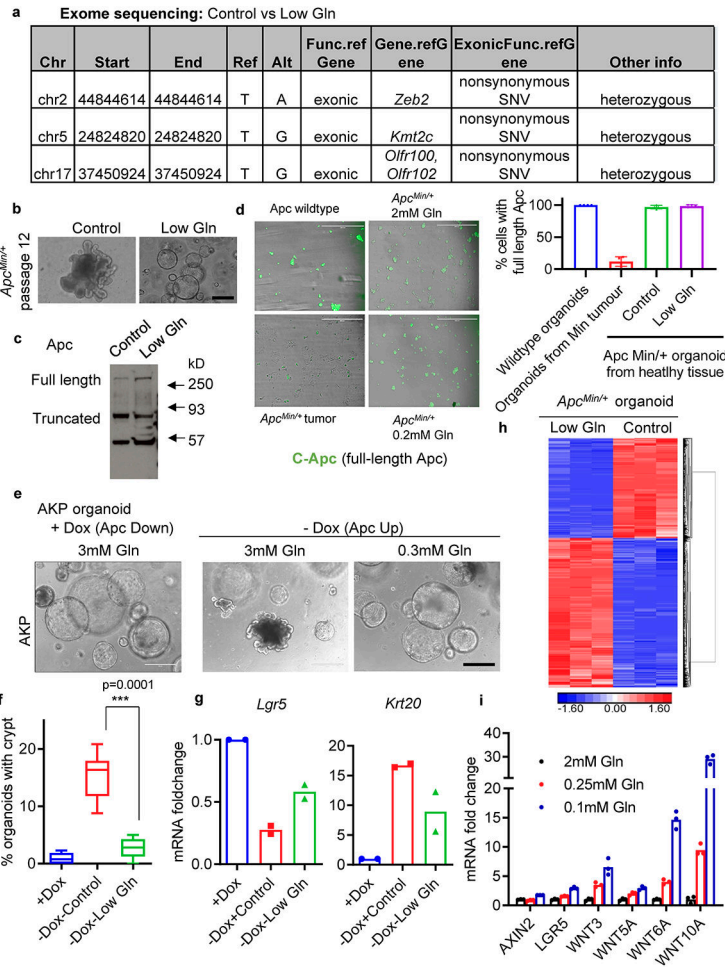 a Exome sequencing: Control vs Low Gln
Chr Start End Ref Alt Func.ref Gene Gene.refGene ExonicFunc.refGene Other info
chr2 44844614 44844614 T A exonic Zeb2 nonsynonymous SNV heterozygous
chr5 24824820 24824820 T G exonic Kmt2c nonsynonymous SNV heterozygous
chr17 37450924 37450924 T G exonic Olfr100, Olfr102 nonsynonymous SNV heterozygous
b
Control Low Gln
ApcMin/+
passage 12
c
Apc
Control
Low Gln
kD
Full length
250
Truncated
93
57
d
Apc wildtype
ApcMin/+
2mM Gln
ApcMin/+ tumor
ApcMin/+
0.2mM Gln
C-Apc (full-length Apc)
% cells with
full length Apc
100
50
0
Wildtype organoids
Organoids from Min tumour
Control
Low Gln
Apc Min/+ organoid
from heatlhy tissue
e AKP organoid
+ Dox (Apc Down)
- Dox (Apc Up)
3mM Gln 3mM Gln 0.3mM Gln
AKP
f
p=0.0001
***
% organoids with crypt
20
10
0
+Dox
-Dox-Control
-Dox-Low Gln
g
Lgr5
mRNA foldchange
1.0
0.5
0.0
+Dox
-Dox+Control
-Dox-Low Gln
Krt20
20
15
10
5
0
+Dox
-Dox+Control
-Dox-Low Gln
h
ApcMin/+ organoid
Low Gln Control
-1.60 0.00 1.60
i
mRNA fold change
40
30
20
15
10
5
0
2mM Gln
0.25mM Gln
0.1mM Gln
AXIN2
LGR5
WNT3
WNT5A
WNT6A
WNT10A